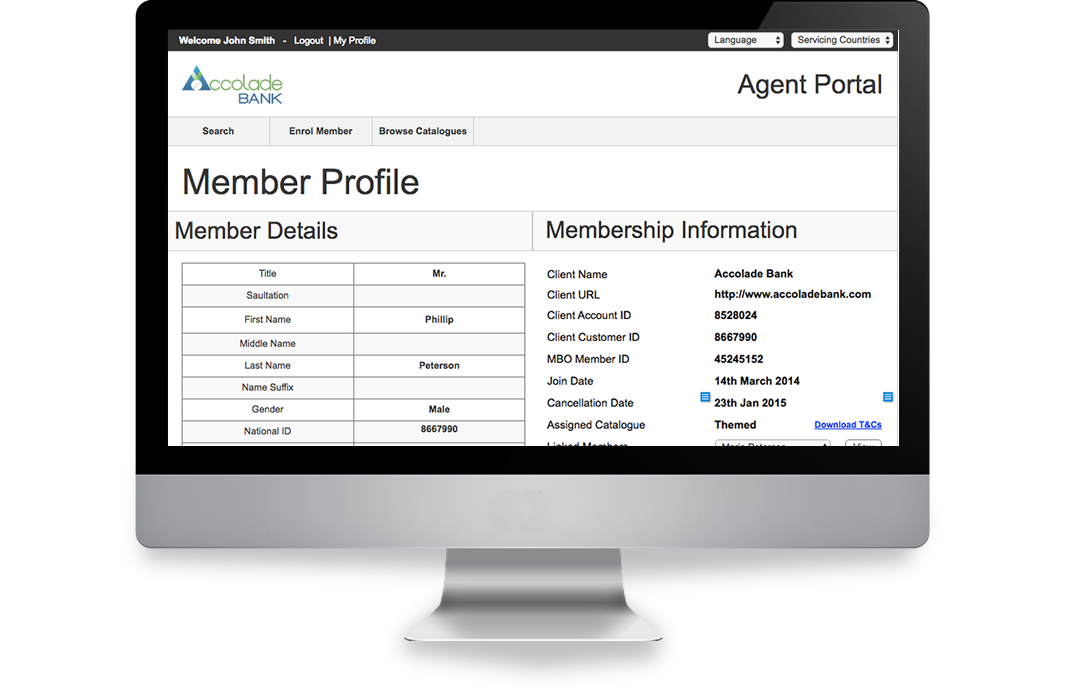 Welcome John Smith - Logout | My Profile
Language
Servicing Countries
Accolade
BANK
Agent Portal
Search
Enrol Member
Browse Catalogues
Member Profile
Member Details
Title Mr.
Saultation
First Name Phillip
Middle Name
Last Name Peterson
Name Suffix
Gender Male
National ID 8667990
Membership Information
Client Name Accolade Bank
Client URL http://www.accoladebank.com
Client Account ID 8528024
Client Customer ID 8667990
MBO Member ID 45245152
Join Date 14th March 2014
Cancellation Date 23th Jan 2015
Assigned Catalogue Themed Download T&Cs
Linked Members